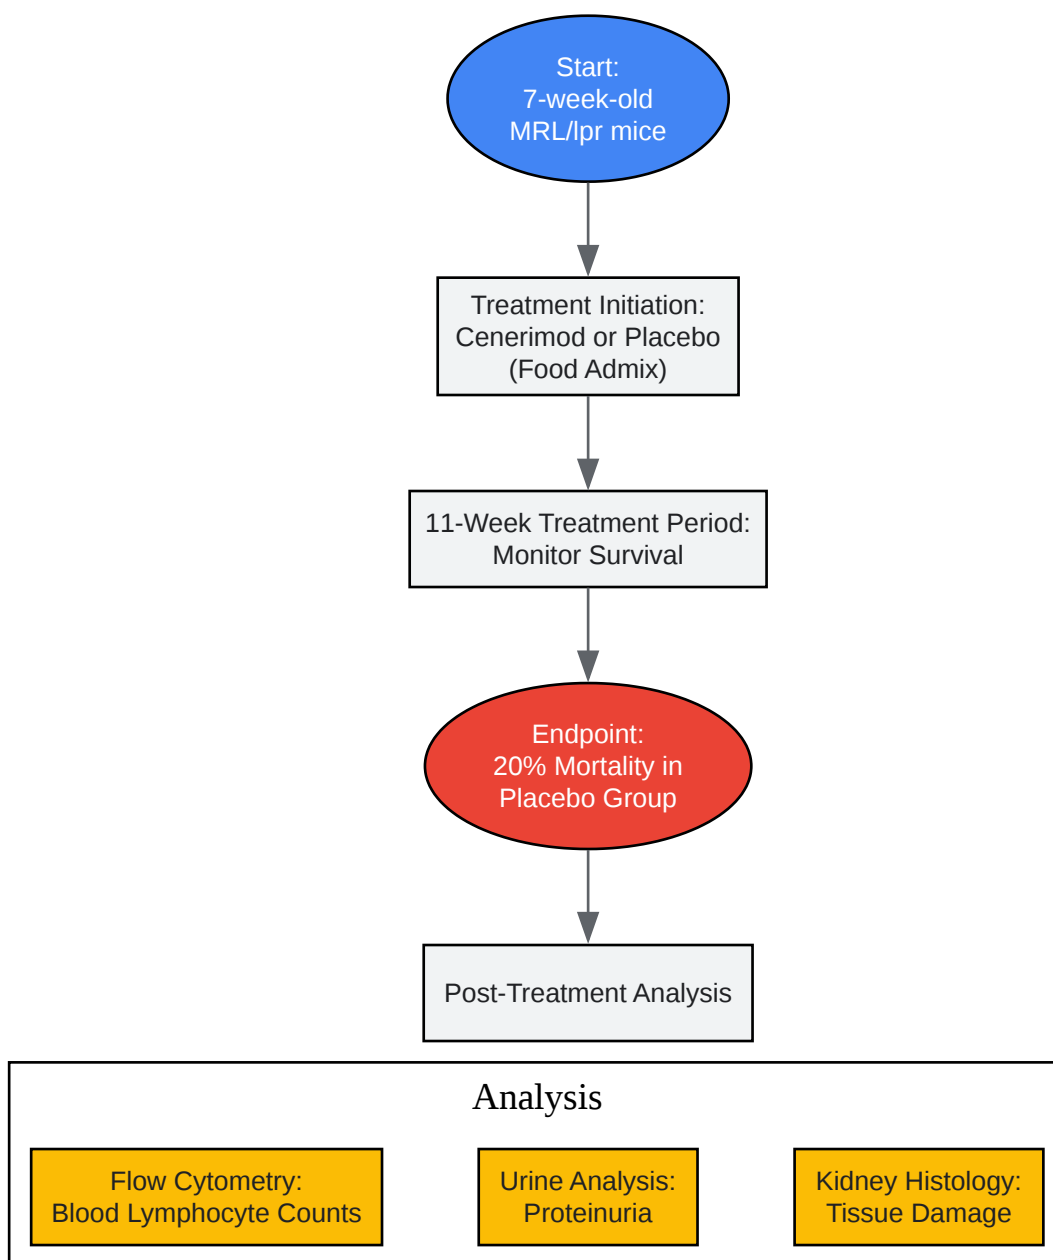 Start:
7-week-old
MRL/lpr mice
Treatment Initiation:
Cenerimod or Placebo
(Food Admix)
11-Week Treatment Period:
Monitor Survival
Endpoint:
20% Mortality in
Placebo Group
Post-Treatment Analysis
Analysis
Flow Cytometry:
Blood Lymphocyte Counts
Urine Analysis:
Proteinuria
Kidney Histology:
Tissue Damage